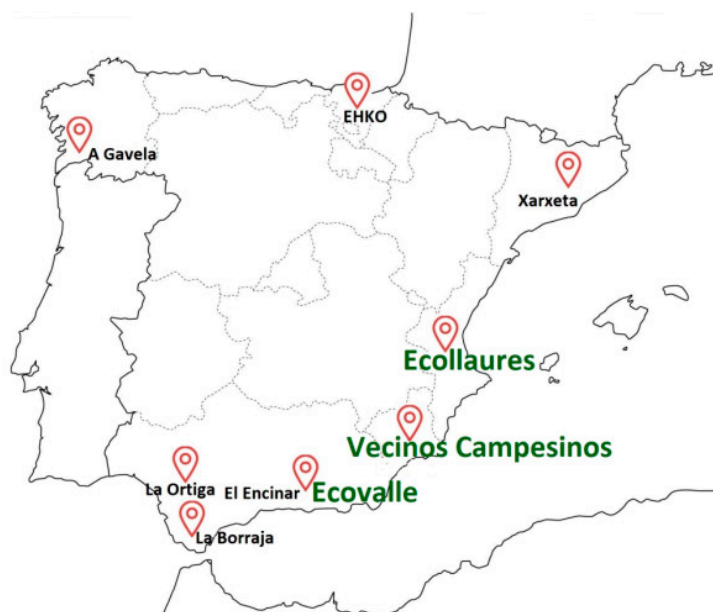 EHKO
A Gavela
Xarxeta
Ecollaures
Vecinos Campesinos
La Ortiga
El Encinar
Ecovalle
La Borraja